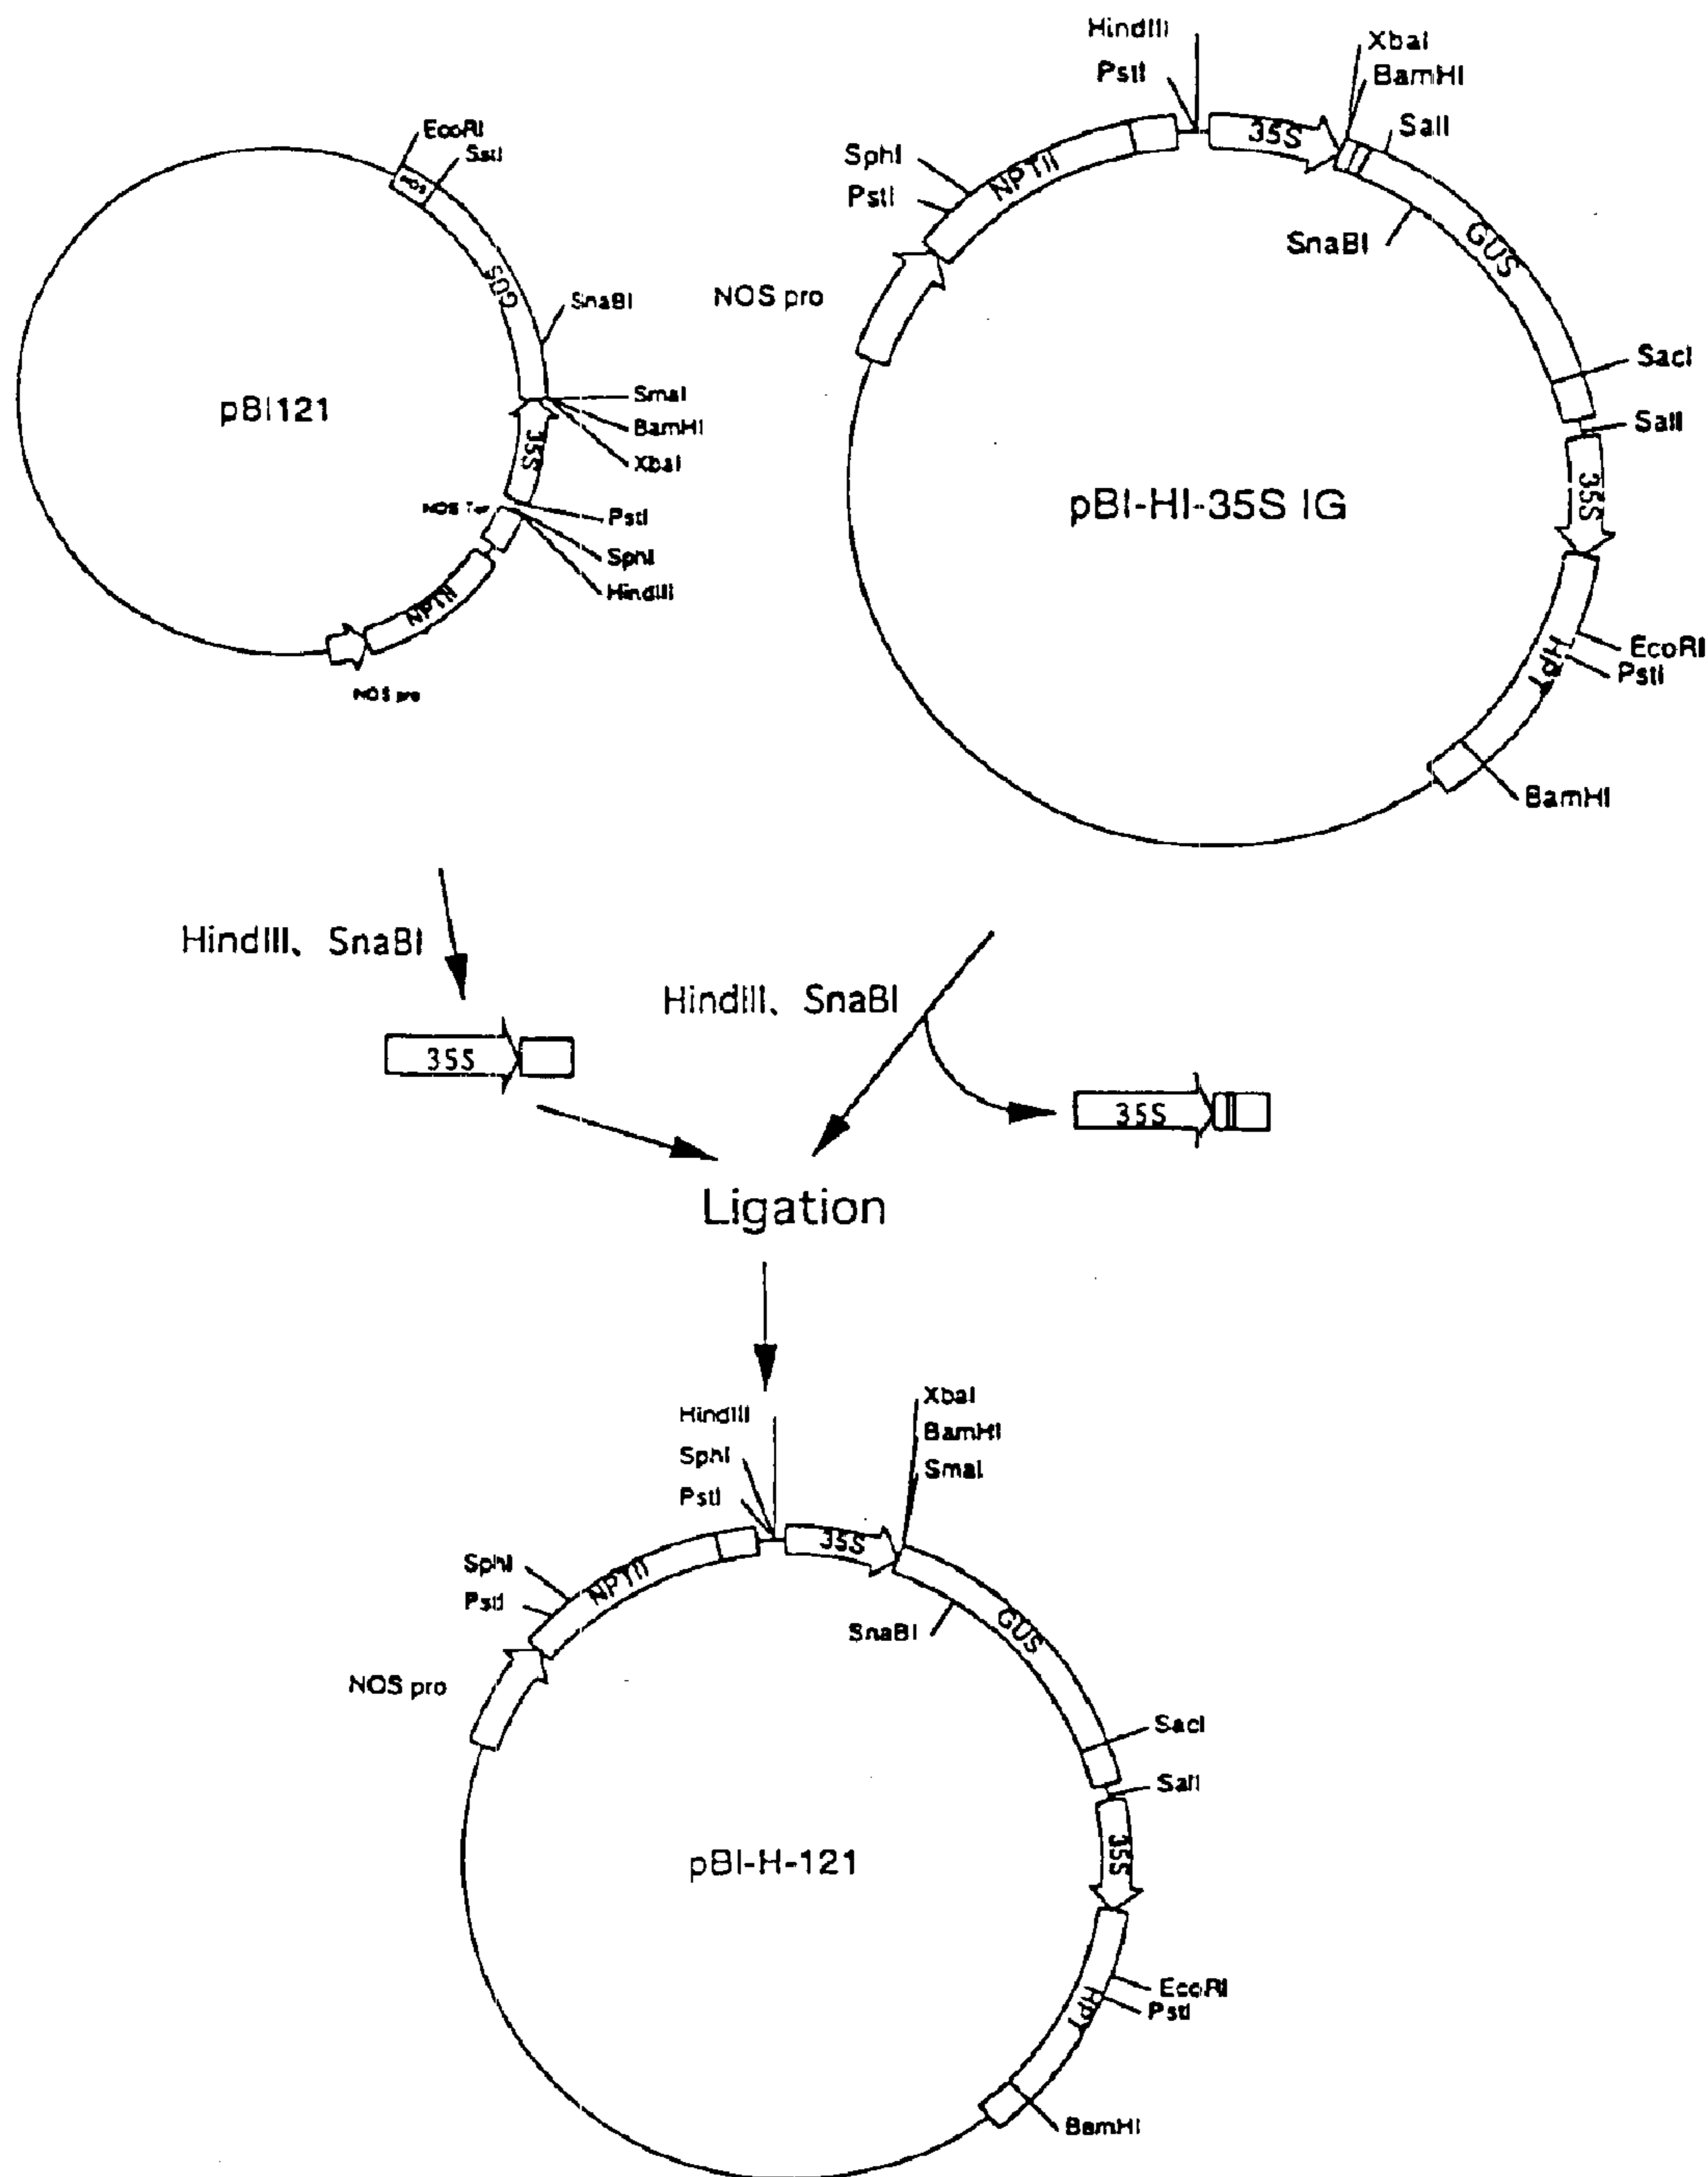 EcoRI
SstI
NOS
GUS
SnaBI
pBI121
SmaI
BamHI
XbaI
35S
NOS Ter
PstI
SphI
HindIII
NPTII
NOS pro
HindIII
PstI
XbaI
BamHI
SalI
35S
SphI
PstI
NPTII
SnaBI
GUS
NOS pro
SacI
SalI
pBI-HI-35S IG
35S
EcoRI
PstI
HPT
BamHI
HindIII、SnaBI
HindIII、SnaBI
35S
35S
Ligation
HindIII
SphI
PstI
XbaI
BamHI
SmaI
35S
SphI
PstI
NPTII
SnaBI
GUS
NOS pro
SacI
SalI
pBI-H-121
35S
EcoRI
PstI
HPT
BamHI